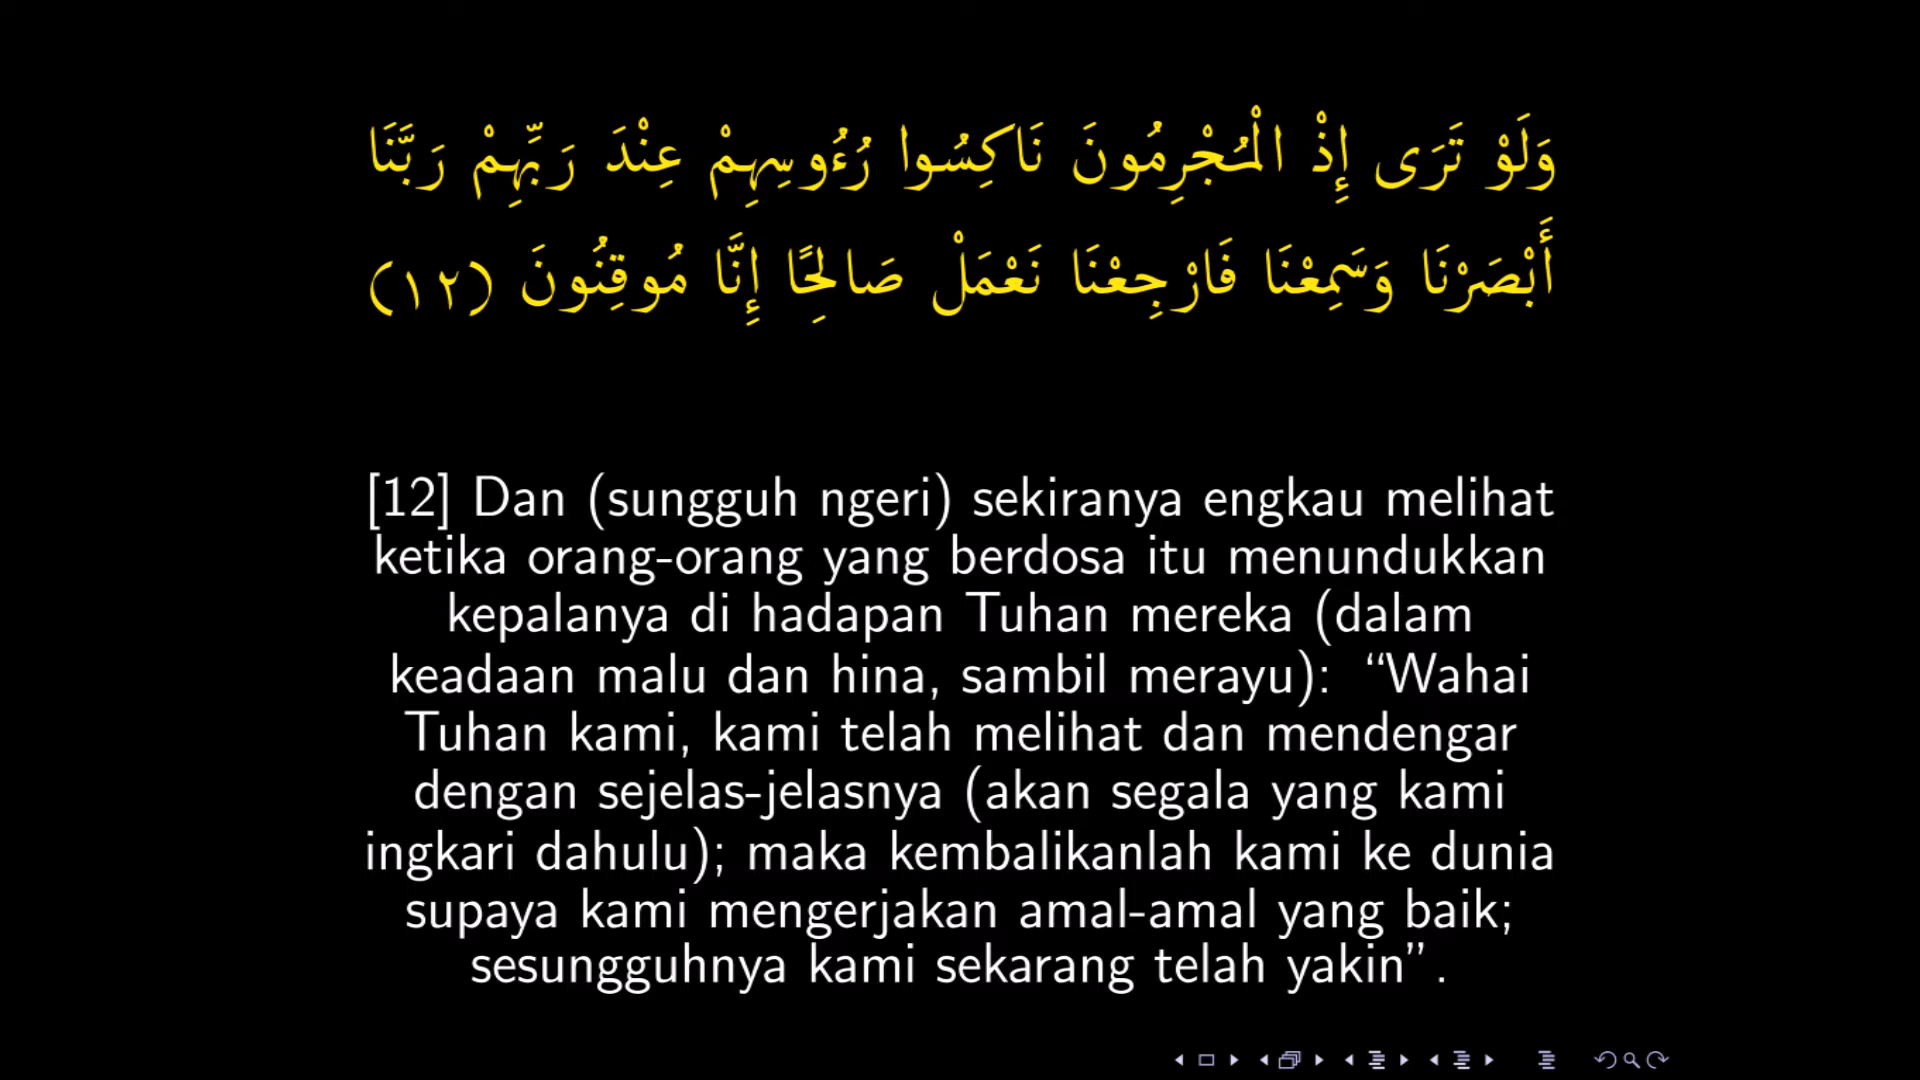 وَلَوْ تَرَى إِذْ الْمُجْرِمُونَ نَاكِسُوا رُءُوسِهِمْ عِنْدَ رَبِّهِمْ رَبَّنَا
أَبْصَرْنَا وَسَمِعْنَا فَارْجِعْنَا نَعْمَلْ صَالِحًا إِنَّا مُوقِنُونَ (١٢)
[12] Dan (sungguh ngeri) sekiranya engkau melihat
ketika orang-orang yang berdosa itu menundukkan
kepalanya di hadapan Tuhan mereka (dalam
keadaan malu dan hina, sambil merayu): “Wahai
Tuhan kami, kami telah melihat dan mendengar
dengan sejelas-jelasnya (akan segala yang kami
ingkari dahulu); maka kembalikanlah kami ke dunia
supaya kami mengerjakan amal-amal yang baik;
sesungguhnya kami sekarang telah yakin”.